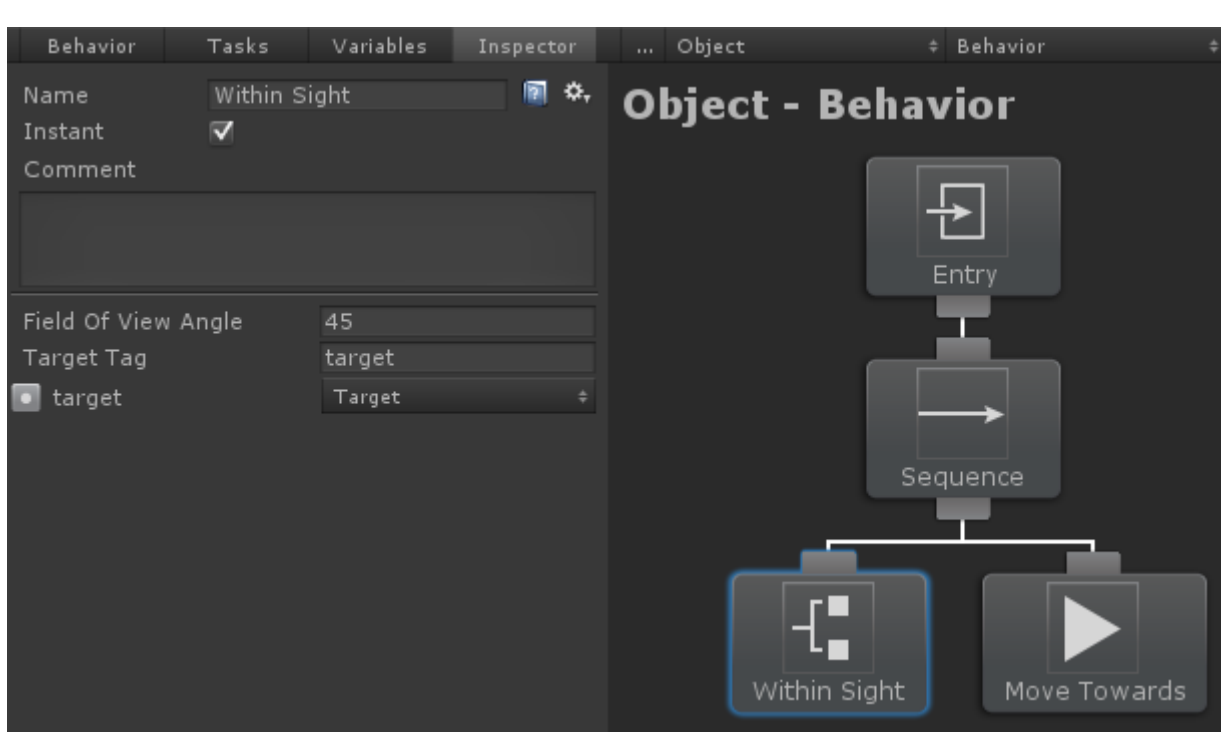 Behavior Tasks Variables Inspector ... Object Behavior
Name Within Sight
Instant
Comment
Field Of View Angle 45
Target Tag target
target Target
Object - Behavior
Entry
Sequence
Within Sight Move Towards